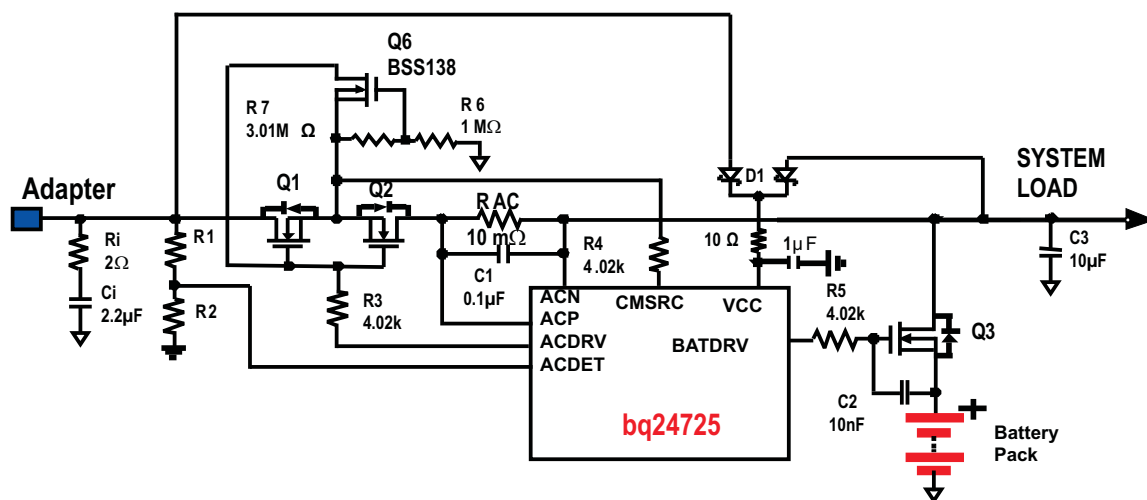 Q6
BSS138
R 7
3.01M Ω
R 6
1 MΩ
Adapter
Q1
Q2
D1
SYSTEM
LOAD
R AC
10 mΩ
Ri
2Ω
R1
R4
4.02k
10 Ω
1µF
C3
10µF
C1
0.1µF
Ci
2.2µF
R2
R3
4.02k
ACN
CMSRC
VCC
ACP
ACDRV
ACDET
BATDRV
R5
4.02k
Q3
C2
10nF
bq24725
Battery
Pack